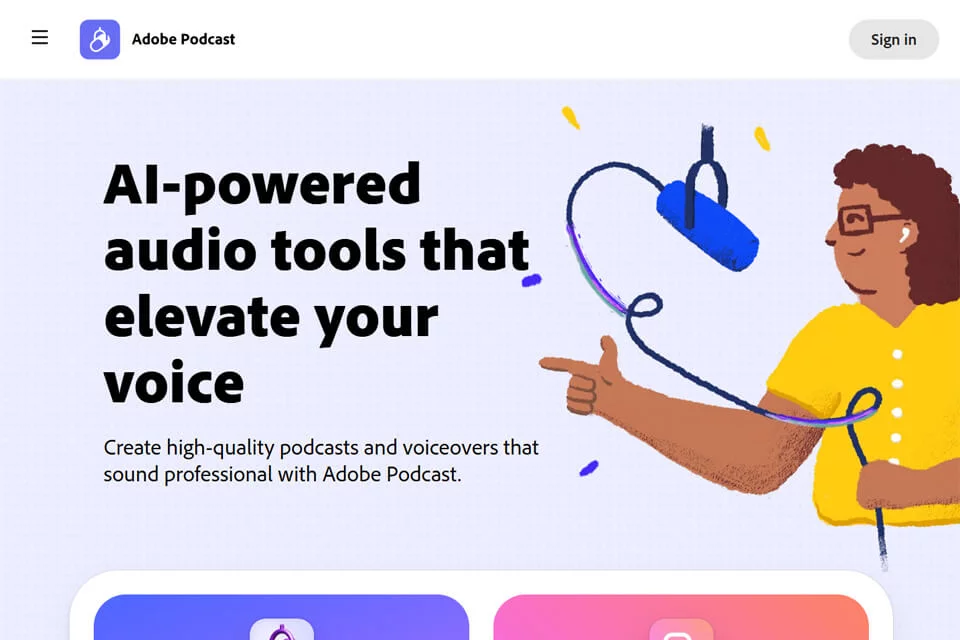 Adobe Podcast
Sign in
AI-powered
audio tools that
elevate your
voice
Create high-quality podcasts and voiceovers that
sound professional with Adobe Podcast.